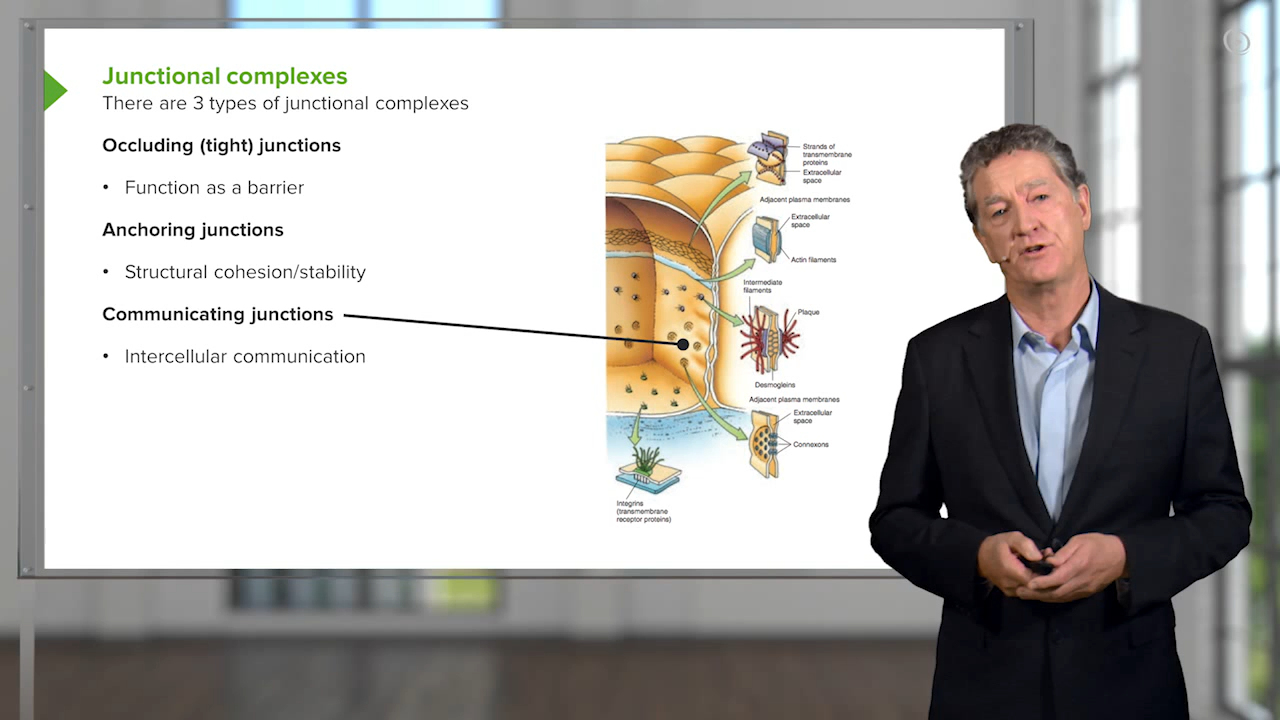 Junctional complexes
There are 3 types of junctional complexes
Occluding (tight) junctions
• Function as a barrier
Anchoring junctions
• Structural cohesion/stability
Communicating junctions
• Intercellular communication
Strands of
transmembrane
proteins
Extracellular
space
Adjacent plasma membranes
Extracellular
space
Actin filaments
Intermediate
filaments
Plaque
Desmogleins
Adjacent plasma membranes
Extracellular
space
Connexons
Integrins
(transmembrane
receptor proteins)